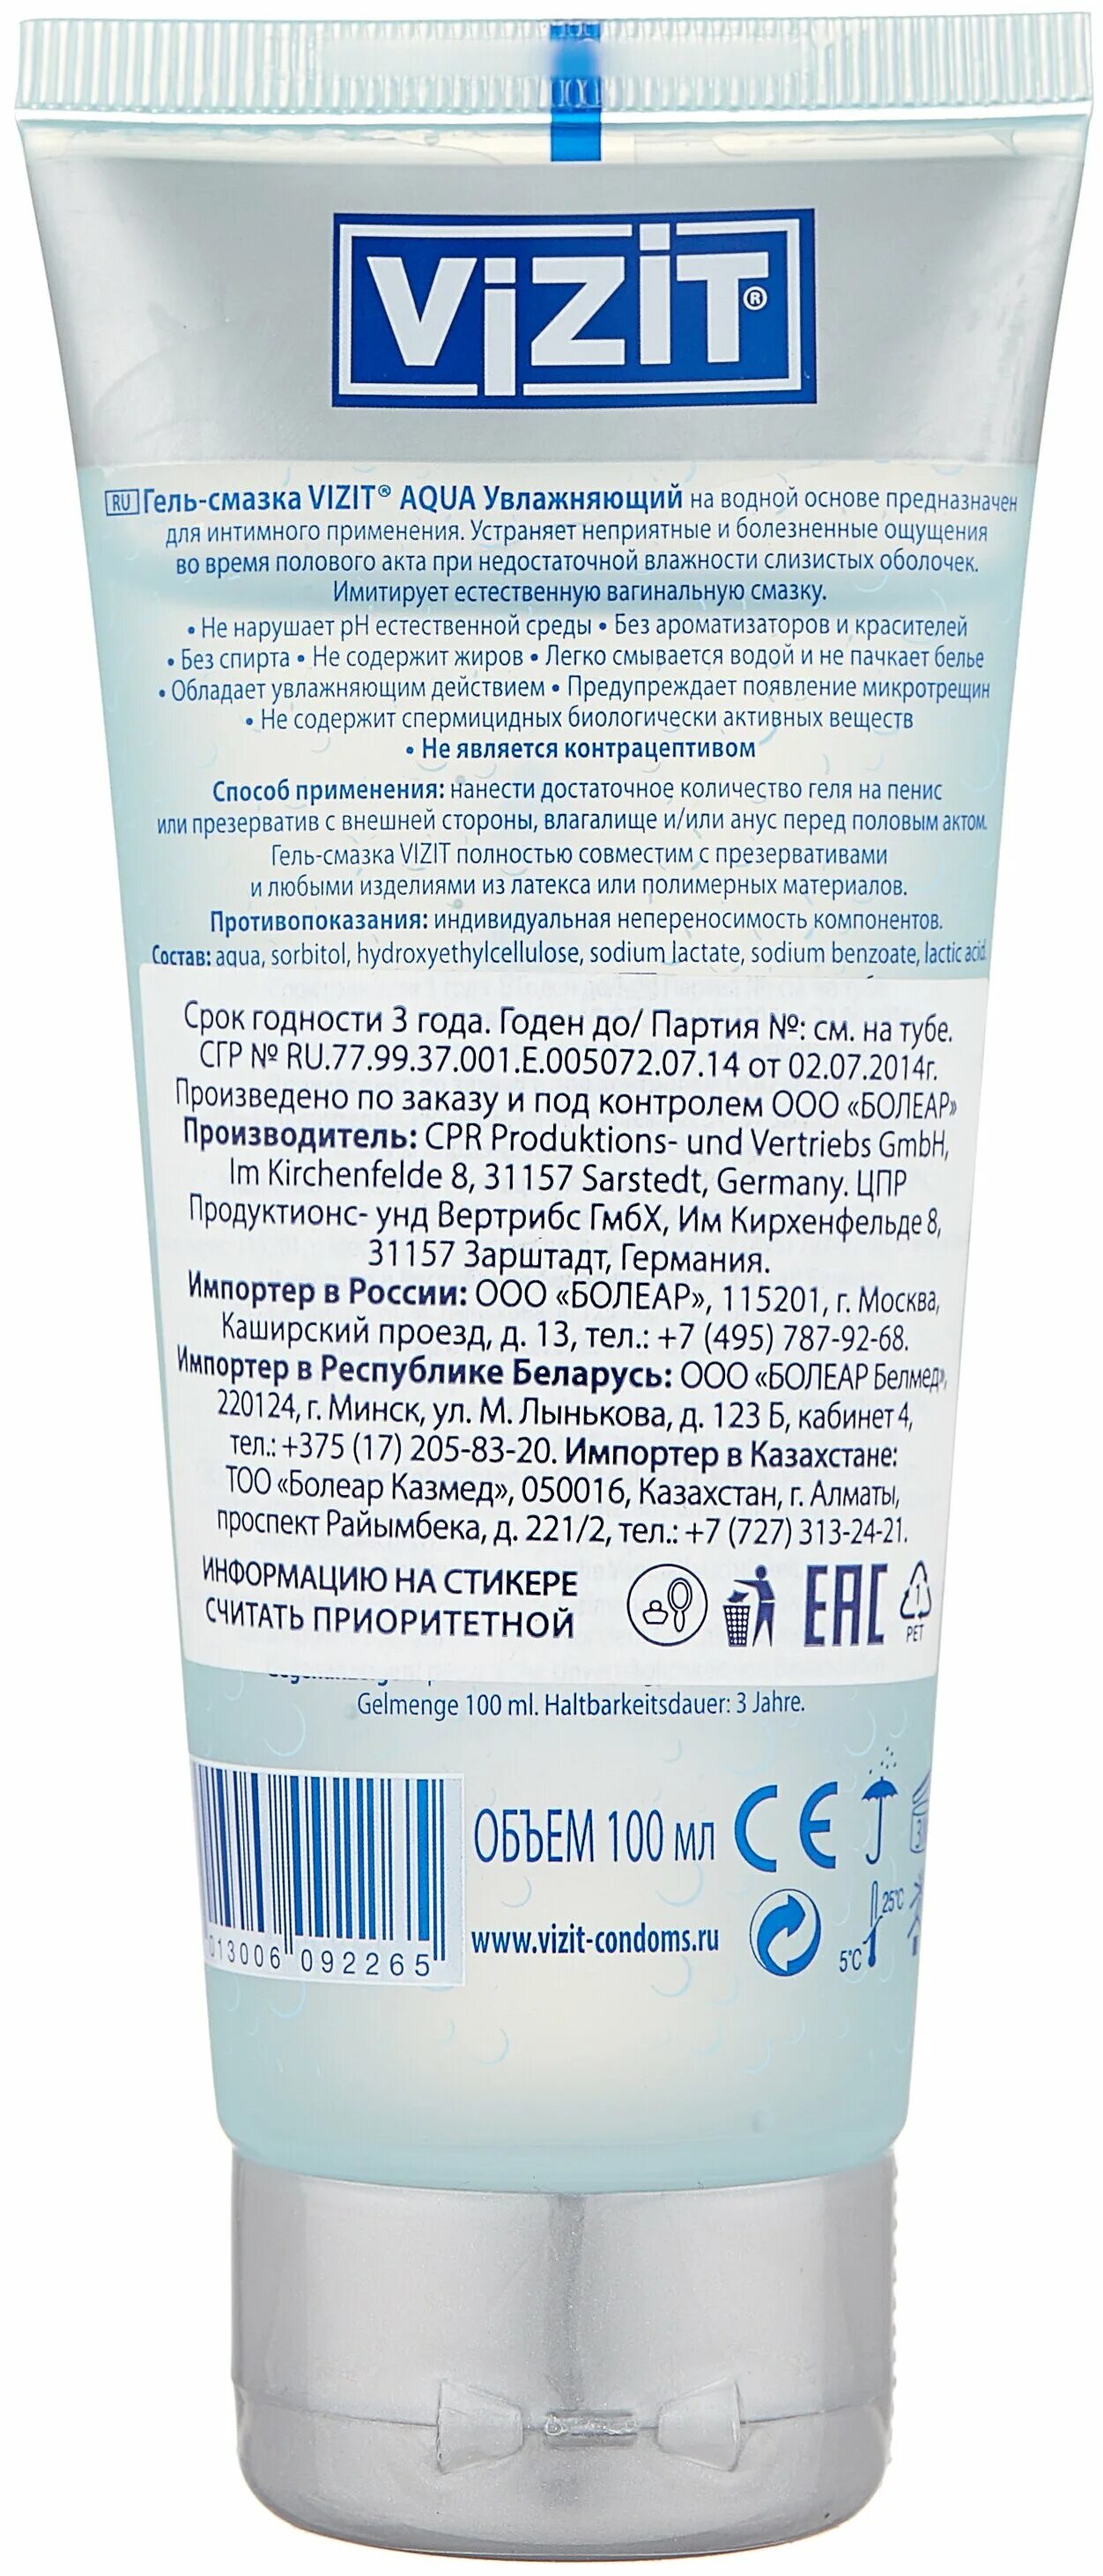 ViZiT®
RU Гель-смазка VIZIT® AQUA Увлажняющий на водной основе предназначен
для интимного применения. Устраняет неприятные и болезненные ощущения
во время полового акта при недостаточной влажности слизистых оболочек.
Имитирует естественную вагинальную смазку.
• Не нарушает pH естественной среды • Без ароматизаторов и красителей
• Без спирта • Не содержит жиров • Легко смывается водой и не пачкает белье
• Обладает увлажняющим действием • Предупреждает появление микротрещин
• Не содержит спермицидных биологически активных веществ
• Не является контрацептивом
Способ применения: нанести достаточное количество геля на пенис
или презерватив с внешней стороны, влагалище и/или анус перед половым актом.
Гель-смазка VIZIT полностью совместим с презервативами
и любыми изделиями из латекса или полимерных материалов.
Противопоказания: индивидуальная непереносимость компонентов.
Состав: aqua, sorbitol, hydroxyethylcellulose, sodium lactate, sodium benzoate, lactic acid.
Срок годности 3 года. Годен до/ Партия №: см. на тубе.
СГР № RU.77.99.37.001.Е.005072.07.14 от 02.07.2014г.
Произведено по заказу и под контролем ООО «БОЛЕАР»
Производитель: CPR Produktions- und Vertriebs GmbH,
Im Kirchenfelde 8, 31157 Sarstedt, Germany. ЦПР
Продуктионс- унд Вертрибс ГмбХ, Им Кирхенфельде 8,
31157 Зарштадт, Германия.
Импортер в России: ООО «БОЛЕАР», 115201, г. Москва,
Каширский проезд, д. 13, тел.: +7 (495) 787-92-68.
Импортер в Республике Беларусь: ООО «БОЛЕАР Белмед»,
220124, г. Минск, ул. М. Лынькова, д. 123 Б, кабинет 4,
тел.: +375 (17) 205-83-20. Импортер в Казахстане:
ТОО «Болеар Казмед», 050016, Казахстан, г. Алматы,
проспект Райымбека, д. 221/2, тел.: +7 (727) 313-24-21.
ИНФОРМАЦИЮ НА СТИКЕРЕ
СЧИТАТЬ ПРИОРИТЕТНОЙ
EAC
1
PET
Gelmenge 100 ml. Haltbarkeitsdauer: 3 Jahre.
ОБЪЕМ 100 мл
CE
www.vizit-condoms.ru
25°C
5°C
013006 092265